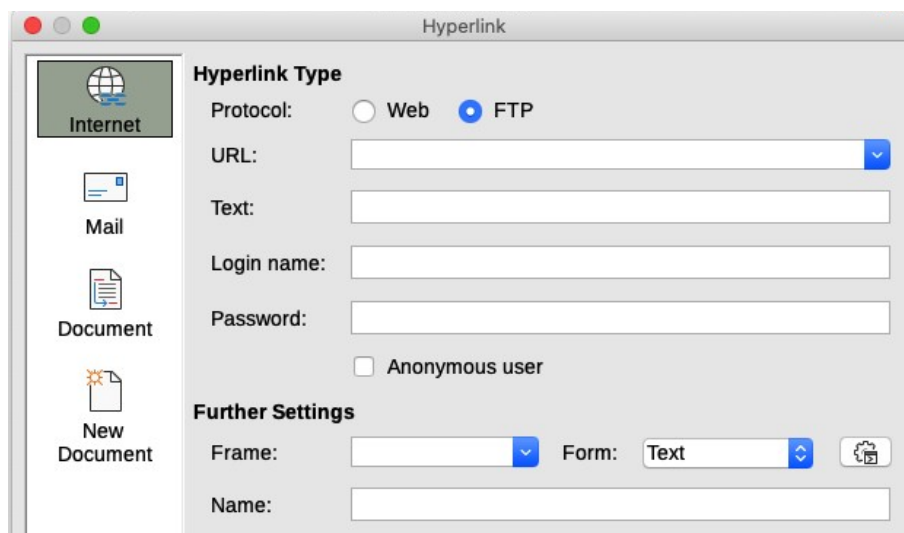 Hyperlink
Internet
Mail
Document
New
Document
Hyperlink Type
Protocol: Web FTP
URL:
Text:
Login name:
Password:
Anonymous user
Further Settings
Frame: Form: Text
Name: